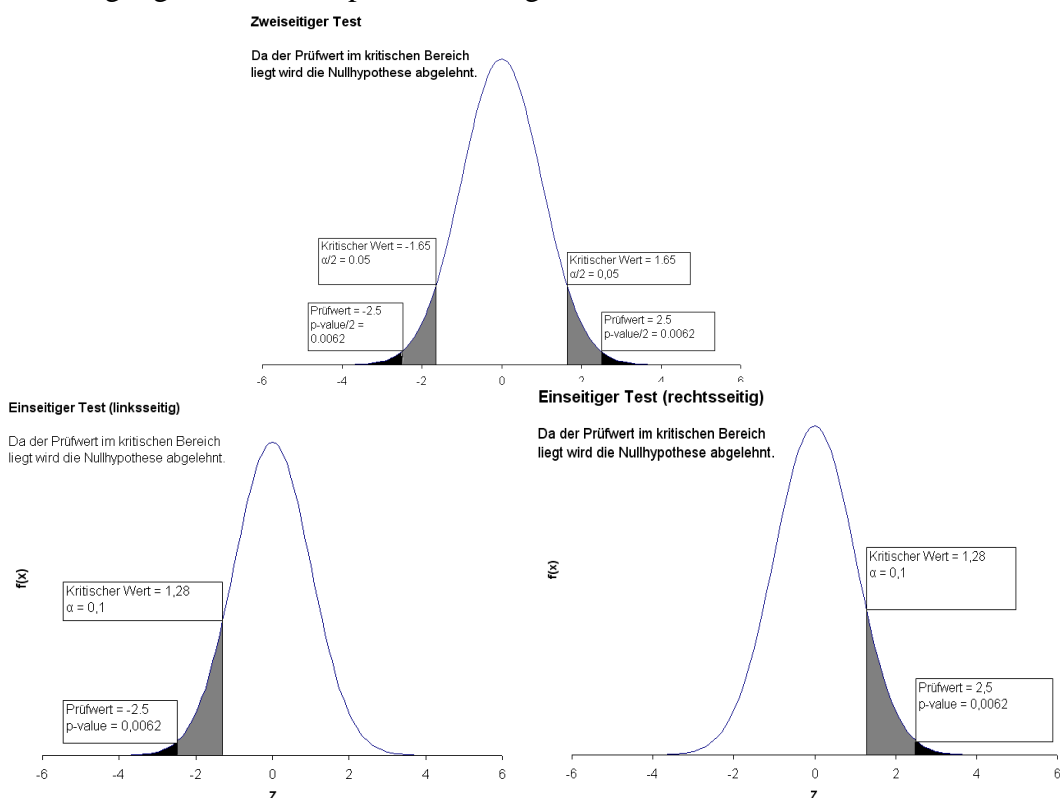 Zweiseitiger Test
Da der Prüfwert im kritischen Bereich
liegt wird die Nullhypothese abgelehnt.
Kritischer Wert = -1.65
α/2 = 0.05
Kritischer Wert = 1.65
α/2 = 0,05
Prüfwert = -2.5
p-value/2 =
0.0062
Prüfwert = 2.5
p-value/2 = 0.0062
-6 -4 -2 0 2 4 6
Einseitiger Test (linksseitig)
Da der Prüfwert im kritischen Bereich
liegt wird die Nullhypothese abgelehnt.
f(x)
Kritischer Wert = 1,28
α = 0,1
Prüfwert = -2.5
p-value = 0,0062
-6 -4 -2 0 2 4 6
z
Einseitiger Test (rechtsseitig)
Da der Prüfwert im kritischen Bereich
liegt wird die Nullhypothese abgelehnt.
f(x)
Kritischer Wert = 1,28
α = 0,1
Prüfwert = 2,5
p-value = 0,0062
-6 -4 -2 0 2 4 6
z